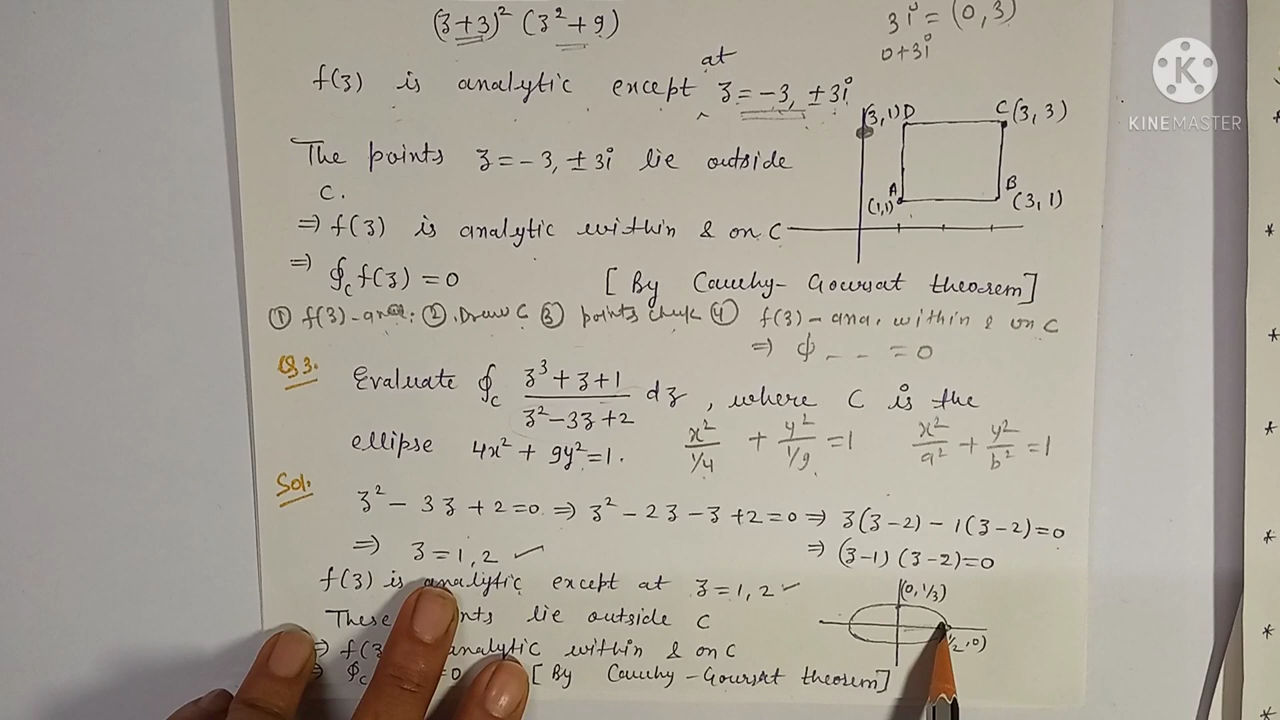 (z+3)² (z²+9)
3i = (0,3)
0+3i
f(z) is analytic except at z = -3, ±3i
KINEMASTER
(3,1) D
C (3, 3)
The points z = -3, ±3i lie outside
C.
A
(1,1)
B
(3, 1)
⇒ f(z) is analytic within & on C
⇒ ∮c f(z) = 0 [By Cauchy-Goursat theorem]
① f(z) - ana: ② Draw C ③ points check ④ f(z) - ana. within & on C
⇒ ∮ - - = 0
Q3. Evaluate ∮c (z³+z+1)/(z²-3z+2) dz, where C is the
ellipse 4x² + 9y² = 1. x²/(1/4) + y²/(1/9) = 1 x²/a² + y²/b² = 1
Sol.
z² - 3z + 2 = 0. ⇒ z² - 2z - z + 2 = 0 ⇒ z(z-2) - 1(z-2) = 0
⇒ z = 1, 2 ✓ ⇒ (z-1) (z-2) = 0
f(z) is analytic except at z = 1, 2 ✓
(0, 1/3)
These lie outside C
⇒ analytic within & on C
1/2, 0)
⇒ ∮c = 0 [By Cauchy-Goursat theorem]